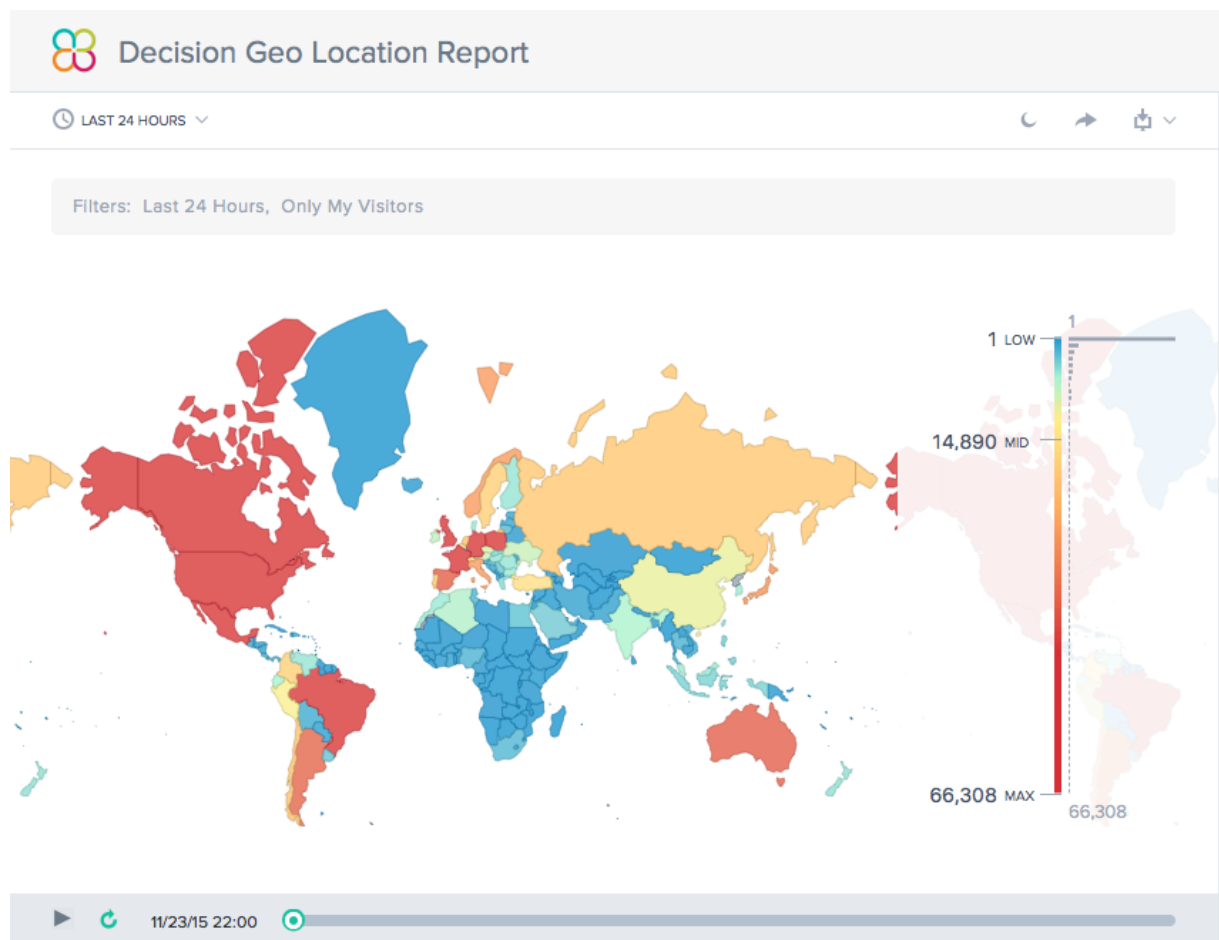 Decision Geo Location Report
LAST 24 HOURS
Filters: Last 24 Hours, Only My Visitors
1
1 LOW
14,890 MID
66,308 MAX
66,308
11/23/15 22:00